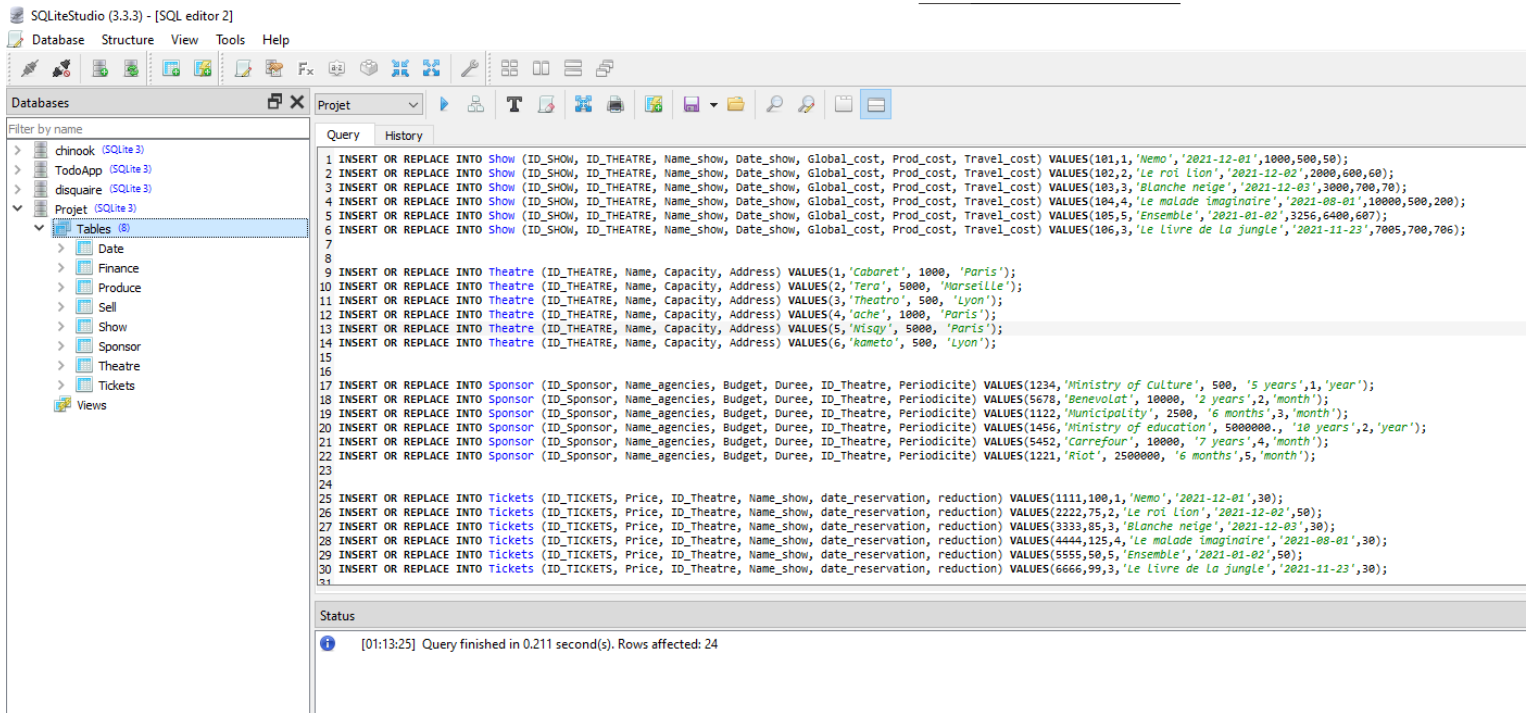 SQLiteStudio (3.3.3) - [SQL editor 2]
Database Structure View Tools Help
Databases
Filter by name
chinook (SQLite 3)
TodoApp (SQLite 3)
disquaire (SQLite 3)
Projet (SQLite 3)
Tables (8)
Date
Finance
Produce
Sell
Show
Sponsor
Theatre
Tickets
Views
Projet
Query History
1 INSERT OR REPLACE INTO Show (ID_SHOW, ID_THEATRE, Name_show, Date_show, Global_cost, Prod_cost, Travel_cost) VALUES(101,1,'Nemo','2021-12-01',1000,500,50);
2 INSERT OR REPLACE INTO Show (ID_SHOW, ID_THEATRE, Name_show, Date_show, Global_cost, Prod_cost, Travel_cost) VALUES(102,2,'Le roi lion','2021-12-02',2000,600,60);
3 INSERT OR REPLACE INTO Show (ID_SHOW, ID_THEATRE, Name_show, Date_show, Global_cost, Prod_cost, Travel_cost) VALUES(103,3,'Blanche neige','2021-12-03',3000,700,70);
4 INSERT OR REPLACE INTO Show (ID_SHOW, ID_THEATRE, Name_show, Date_show, Global_cost, Prod_cost, Travel_cost) VALUES(104,4,'Le malade imaginaire','2021-08-01',10000,500,200);
5 INSERT OR REPLACE INTO Show (ID_SHOW, ID_THEATRE, Name_show, Date_show, Global_cost, Prod_cost, Travel_cost) VALUES(105,5,'Ensemble','2021-01-02',3256,6400,607);
6 INSERT OR REPLACE INTO Show (ID_SHOW, ID_THEATRE, Name_show, Date_show, Global_cost, Prod_cost, Travel_cost) VALUES(106,3,'Le livre de la jungle','2021-11-23',7005,700,706);
7
8
9 INSERT OR REPLACE INTO Theatre (ID_THEATRE, Name, Capacity, Address) VALUES(1,'Cabaret', 1000, 'Paris');
10 INSERT OR REPLACE INTO Theatre (ID_THEATRE, Name, Capacity, Address) VALUES(2,'Tera', 5000, 'Marseille');
11 INSERT OR REPLACE INTO Theatre (ID_THEATRE, Name, Capacity, Address) VALUES(3,'Theatro', 500, 'Lyon');
12 INSERT OR REPLACE INTO Theatre (ID_THEATRE, Name, Capacity, Address) VALUES(4,'ache', 1000, 'Paris');
13 INSERT OR REPLACE INTO Theatre (ID_THEATRE, Name, Capacity, Address) VALUES(5,'Nisqy', 5000, 'Paris');
14 INSERT OR REPLACE INTO Theatre (ID_THEATRE, Name, Capacity, Address) VALUES(6,'kameto', 500, 'Lyon');
15
16
17 INSERT OR REPLACE INTO Sponsor (ID_Sponsor, Name_agencies, Budget, Duree, ID_Theatre, Periodicite) VALUES(1234,'Ministry of Culture', 500, '5 years',1,'year');
18 INSERT OR REPLACE INTO Sponsor (ID_Sponsor, Name_agencies, Budget, Duree, ID_Theatre, Periodicite) VALUES(5678,'Benevolat', 10000, '2 years',2,'month');
19 INSERT OR REPLACE INTO Sponsor (ID_Sponsor, Name_agencies, Budget, Duree, ID_Theatre, Periodicite) VALUES(1122,'Municipality', 2500, '6 months',3,'month');
20 INSERT OR REPLACE INTO Sponsor (ID_Sponsor, Name_agencies, Budget, Duree, ID_Theatre, Periodicite) VALUES(1456,'Ministry of education', 5000000., '10 years',2,'year');
21 INSERT OR REPLACE INTO Sponsor (ID_Sponsor, Name_agencies, Budget, Duree, ID_Theatre, Periodicite) VALUES(5452,'Carrefour', 10000, '7 years',4,'month');
22 INSERT OR REPLACE INTO Sponsor (ID_Sponsor, Name_agencies, Budget, Duree, ID_Theatre, Periodicite) VALUES(1221,'Riot', 2500000, '6 months',5,'month');
23
24
25 INSERT OR REPLACE INTO Tickets (ID_TICKETS, Price, ID_Theatre, Name_show, date_reservation, reduction) VALUES(1111,100,1,'Nemo','2021-12-01',30);
26 INSERT OR REPLACE INTO Tickets (ID_TICKETS, Price, ID_Theatre, Name_show, date_reservation, reduction) VALUES(2222,75,2,'Le roi lion','2021-12-02',50);
27 INSERT OR REPLACE INTO Tickets (ID_TICKETS, Price, ID_Theatre, Name_show, date_reservation, reduction) VALUES(3333,85,3,'Blanche neige','2021-12-03',30);
28 INSERT OR REPLACE INTO Tickets (ID_TICKETS, Price, ID_Theatre, Name_show, date_reservation, reduction) VALUES(4444,125,4,'Le malade imaginaire','2021-08-01',30);
29 INSERT OR REPLACE INTO Tickets (ID_TICKETS, Price, ID_Theatre, Name_show, date_reservation, reduction) VALUES(5555,50,5,'Ensemble','2021-01-02',50);
30 INSERT OR REPLACE INTO Tickets (ID_TICKETS, Price, ID_Theatre, Name_show, date_reservation, reduction) VALUES(6666,99,3,'Le livre de la jungle','2021-11-23',30);
31
Status
[01:13:25] Query finished in 0.211 second(s). Rows affected: 24